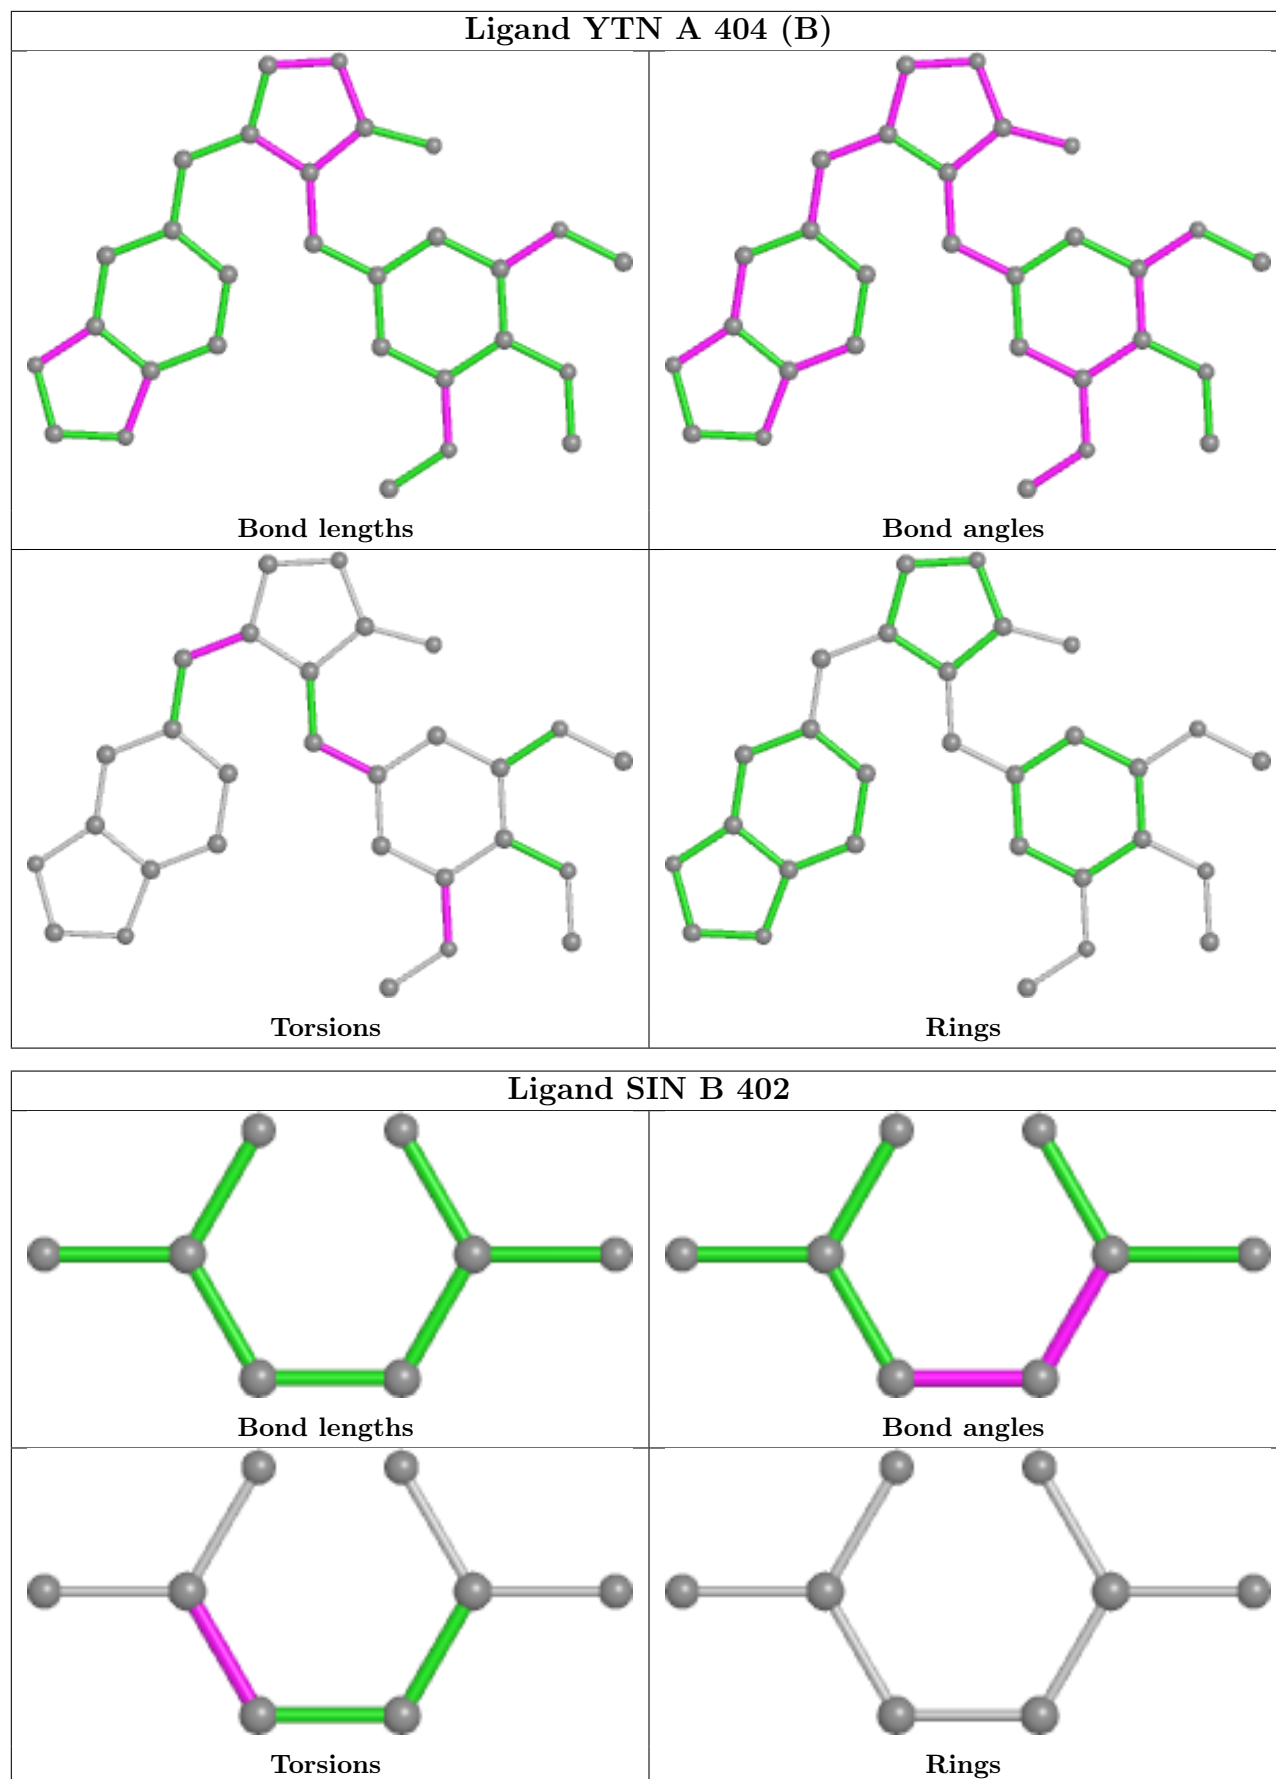 Ligand YTN A 404 (B)
Bond lengths
Bond angles
Torsions
Rings
Ligand SIN B 402
Bond lengths
Bond angles
Torsions
Rings